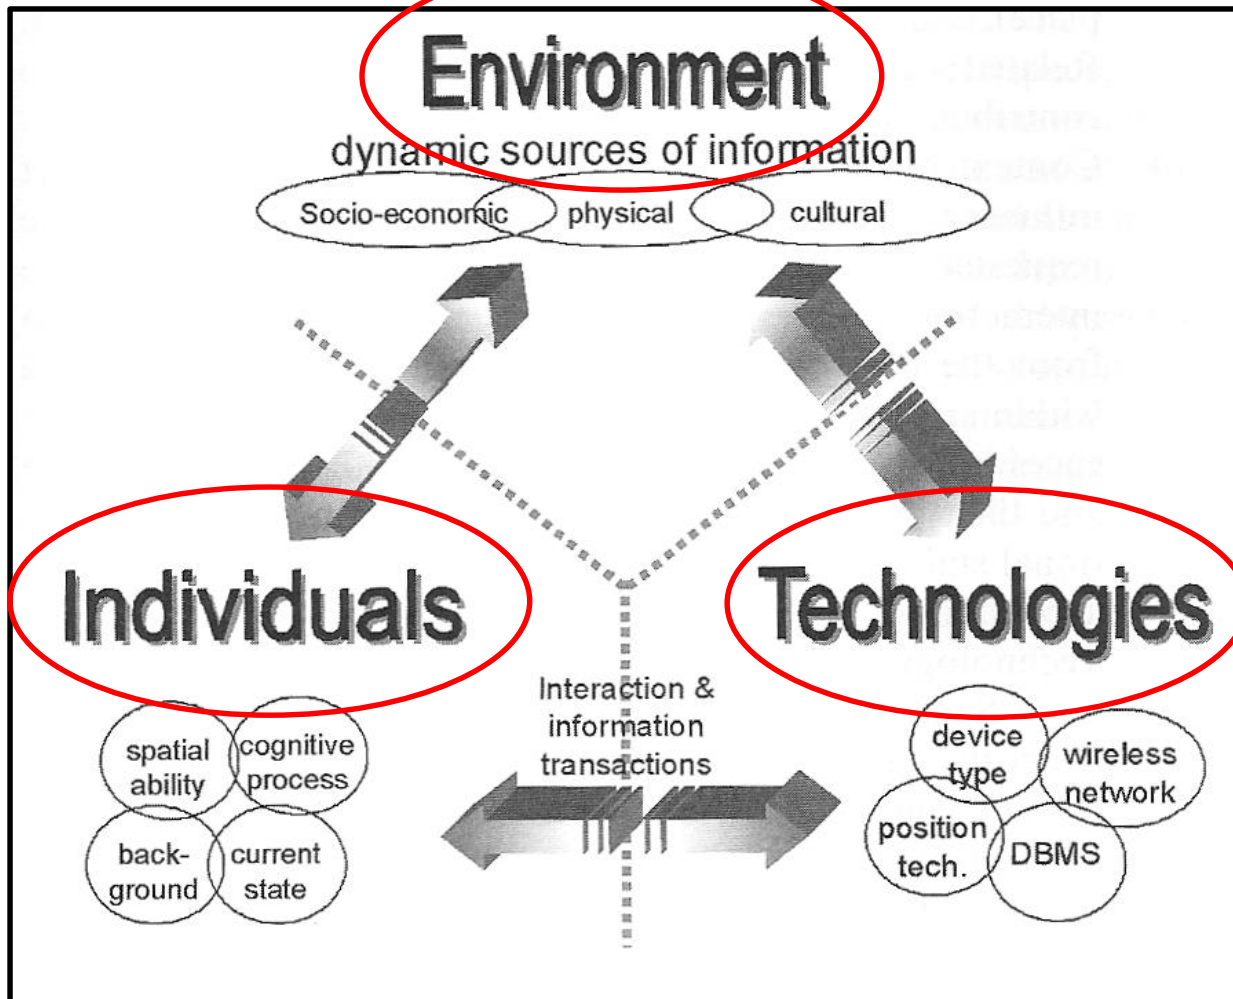 Environment
dynamic sources of information
Socio-economic physical cultural
Individuals
Technologies
Interaction &
information
transactions
spatial
ability
cognitive
process
back-
ground
current
state
device
type
wireless
network
position
tech.
DBMS